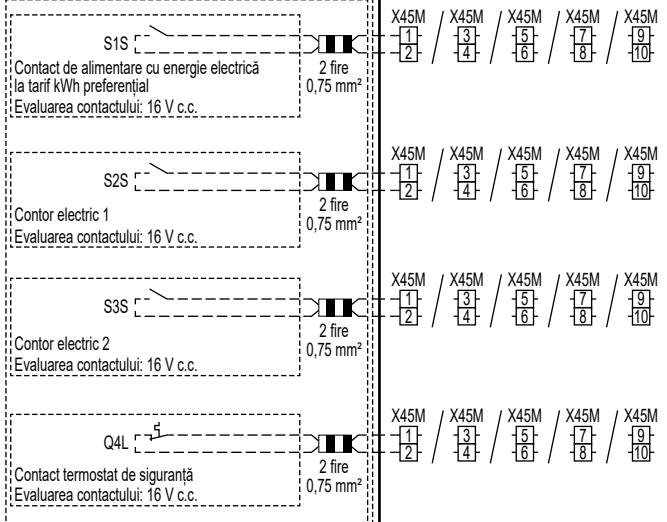 X45M X45M X45M X45M X45M
S1S 1 / 3 / 5 / 7 / 9
2 4 6 8 10
Contact de alimentare cu energie electrică 2 fire
la tarif kWh preferențial 0,75 mm²
Evaluarea contactului: 16 V c.c.
X45M X45M X45M X45M X45M
S2S 1 / 3 / 5 / 7 / 9
2 4 6 8 10
2 fire
Contor electric 1 0,75 mm²
Evaluarea contactului: 16 V c.c.
X45M X45M X45M X45M X45M
S3S 1 / 3 / 5 / 7 / 9
2 4 6 8 10
2 fire
Contor electric 2 0,75 mm²
Evaluarea contactului: 16 V c.c.
X45M X45M X45M X45M X45M
Q4L 1 / 3 / 5 / 7 / 9
2 4 6 8 10
2 fire
Contact termostat de siguranță 0,75 mm²
Evaluarea contactului: 16 V c.c.